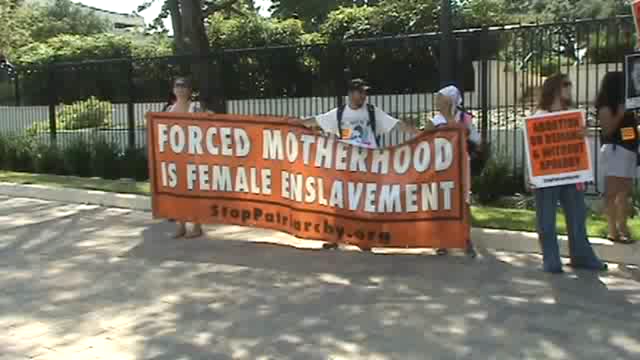 FORCED MOTHERHOOD
IS FEMALE ENSLAVEMENT
StopPatriarchy.org
ABORTION
ON DEMAND
& WITHOUT
APOLOGY